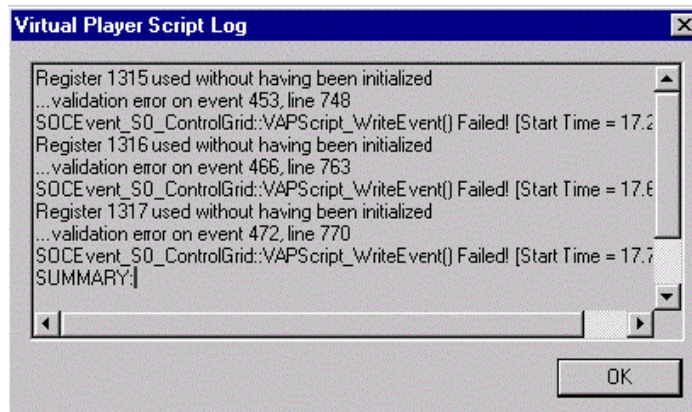 Virtual Player Script Log
Register 1315 used without having been initialized
...validation error on event 453, line 748
SOCEvent_S0_ControlGrid::VAPScript_WriteEvent() Failed! [Start Time = 17.2
Register 1316 used without having been initialized
...validation error on event 466, line 763
SOCEvent_S0_ControlGrid::VAPScript_WriteEvent() Failed! [Start Time = 17.6
Register 1317 used without having been initialized
...validation error on event 472, line 770
SOCEvent_S0_ControlGrid::VAPScript_WriteEvent() Failed! [Start Time = 17.7
SUMMARY:
OK